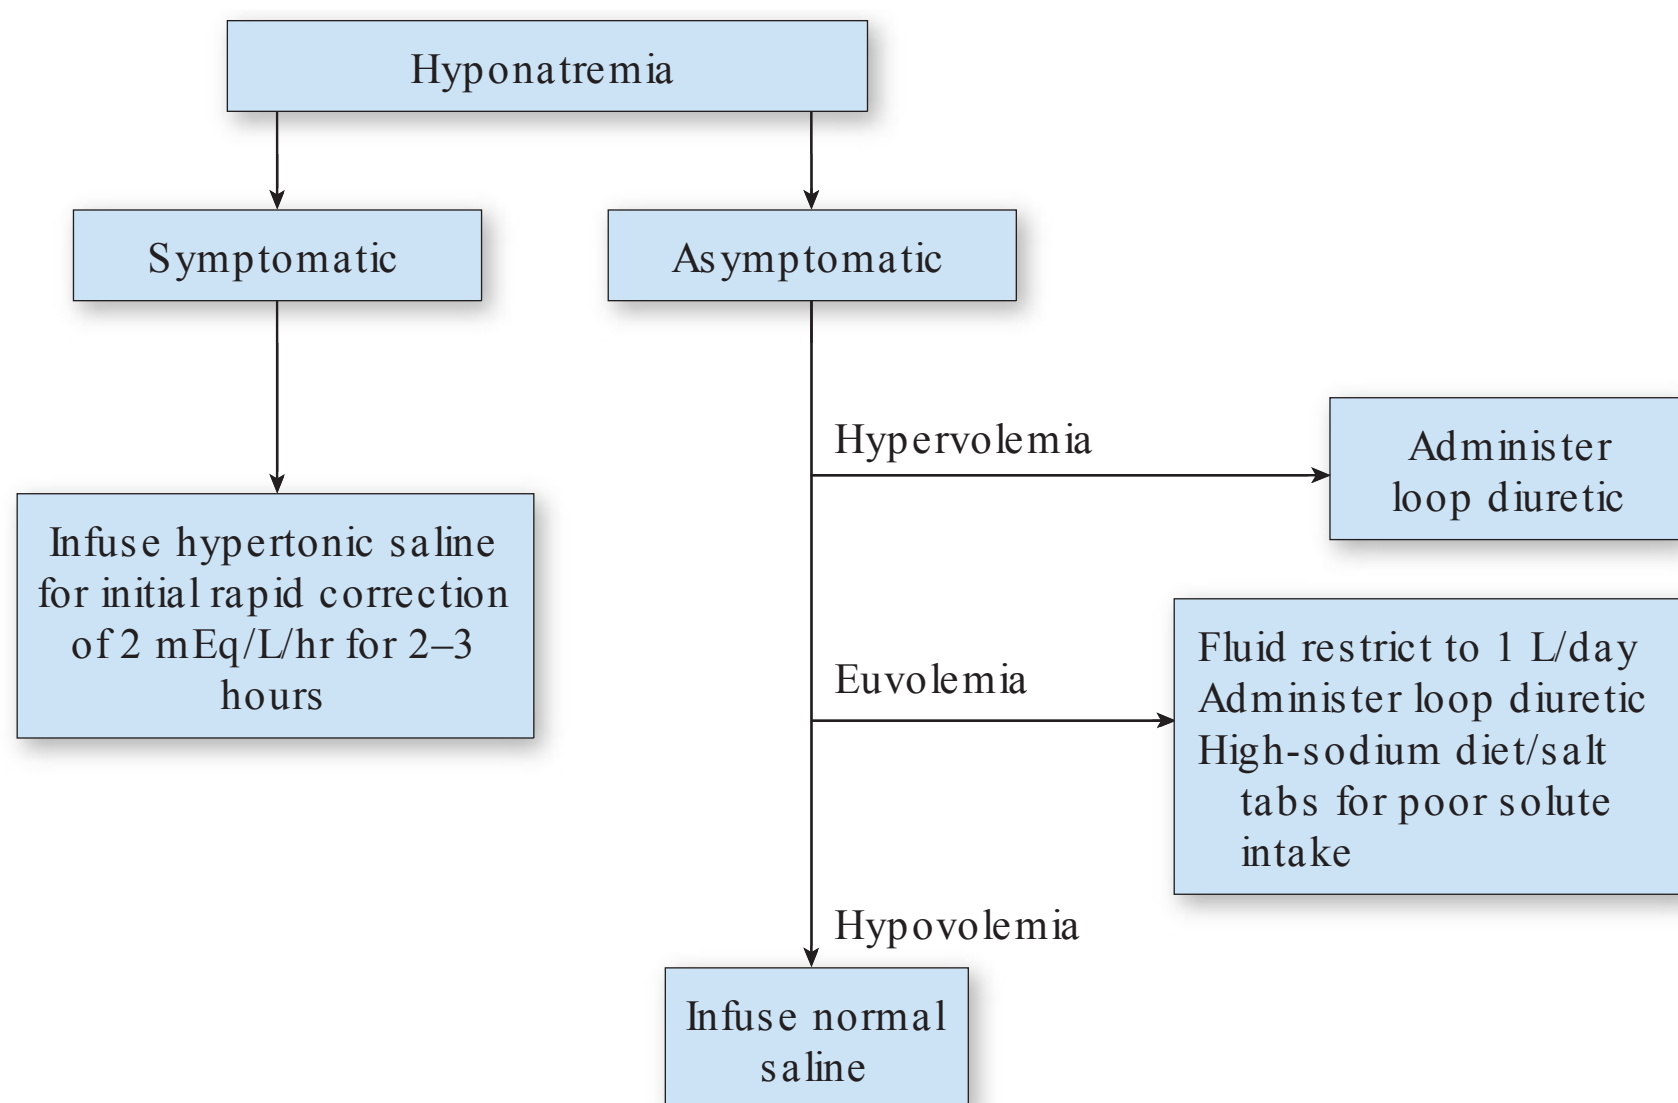 Hyponatremia
Symptomatic
Asymptomatic
Hypervolemia
Administer
loop diuretic
Infuse hypertonic saline
for initial rapid correction
of 2 mEq/L/hr for 2–3
hours
Euvolemia
Fluid restrict to 1 L/day
Administer loop diuretic
High-sodium diet/salt
tabs for poor solute
intake
Hypovolemia
Infuse normal
saline